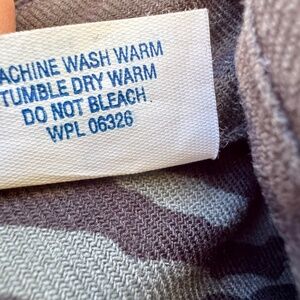 ACHINE WASH WARM
TUMBLE DRY WARM
DO NOT BLEACH
WPL 06326